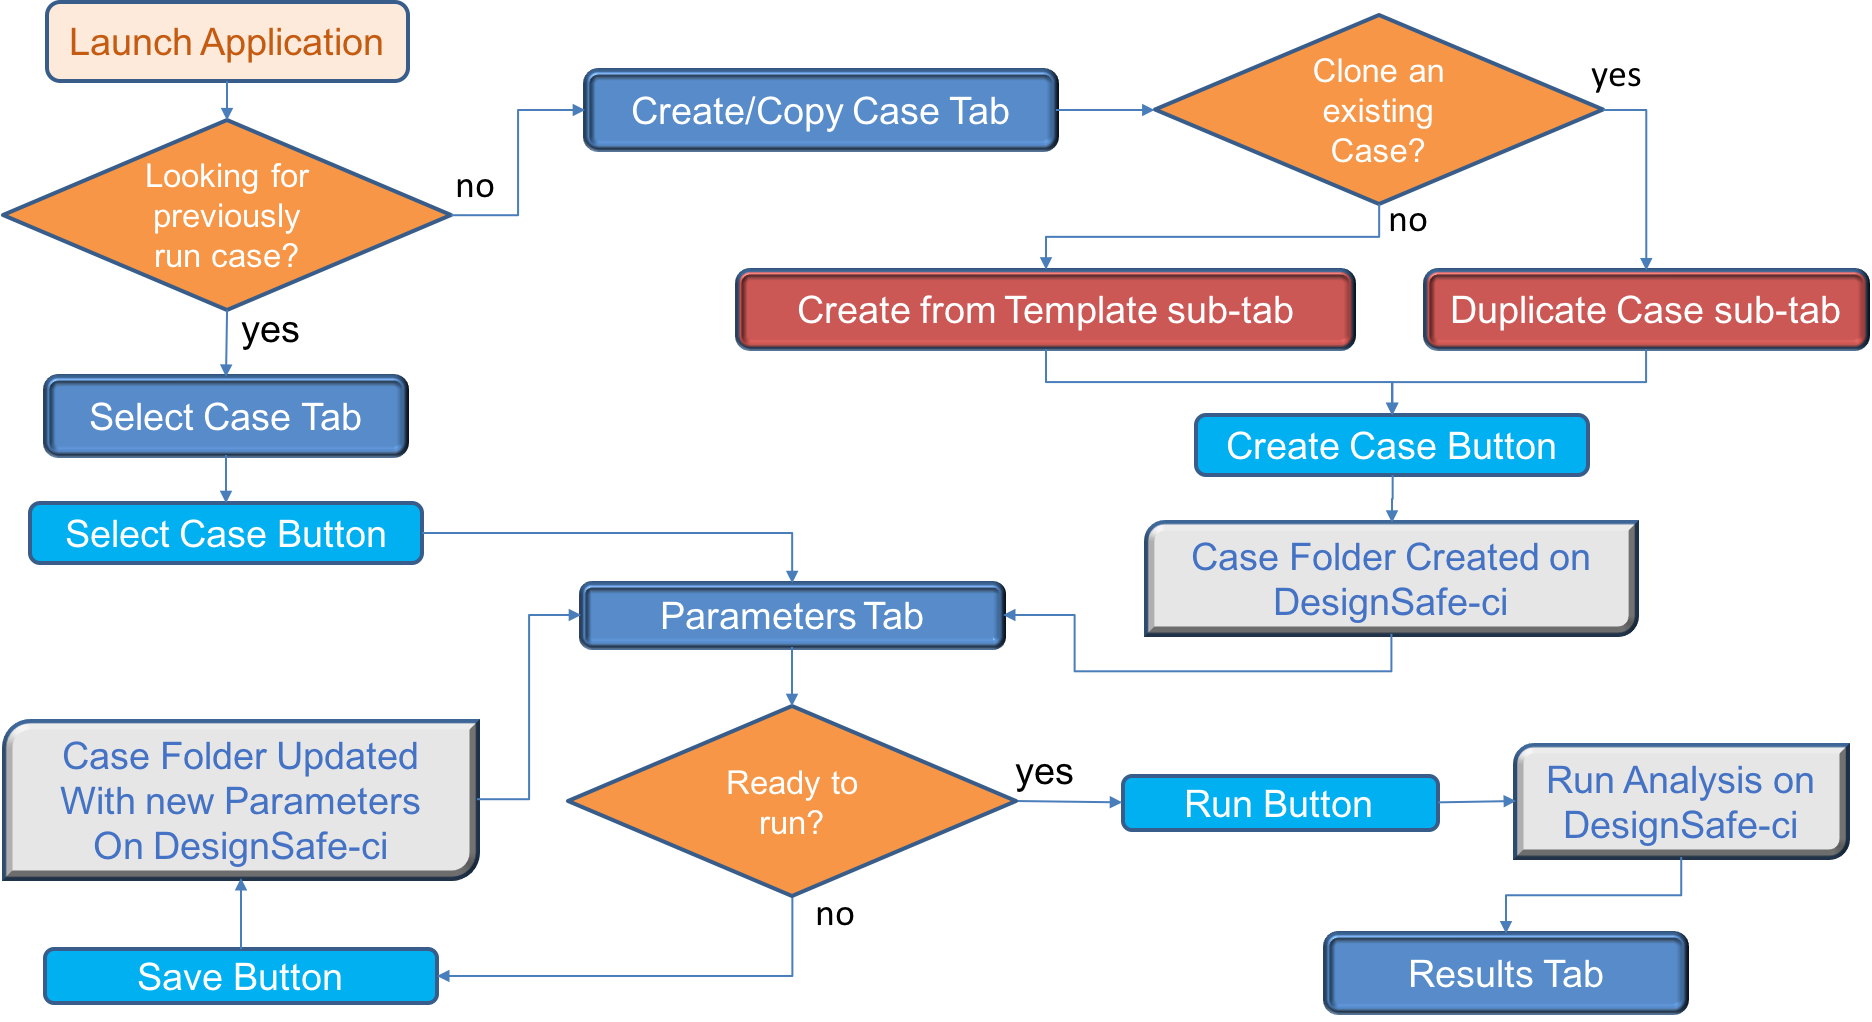 Launch Application
Looking for
previously
run case?
no
yes
Create/Copy Case Tab
Clone an
existing
Case?
yes
no
Create from Template sub-tab
Duplicate Case sub-tab
Select Case Tab
Select Case Button
Create Case Button
Case Folder Created on
DesignSafe-ci
Parameters Tab
Case Folder Updated
With new Parameters
On DesignSafe-ci
Ready to
run?
yes
no
Run Button
Run Analysis on
DesignSafe-ci
Save Button
Results Tab